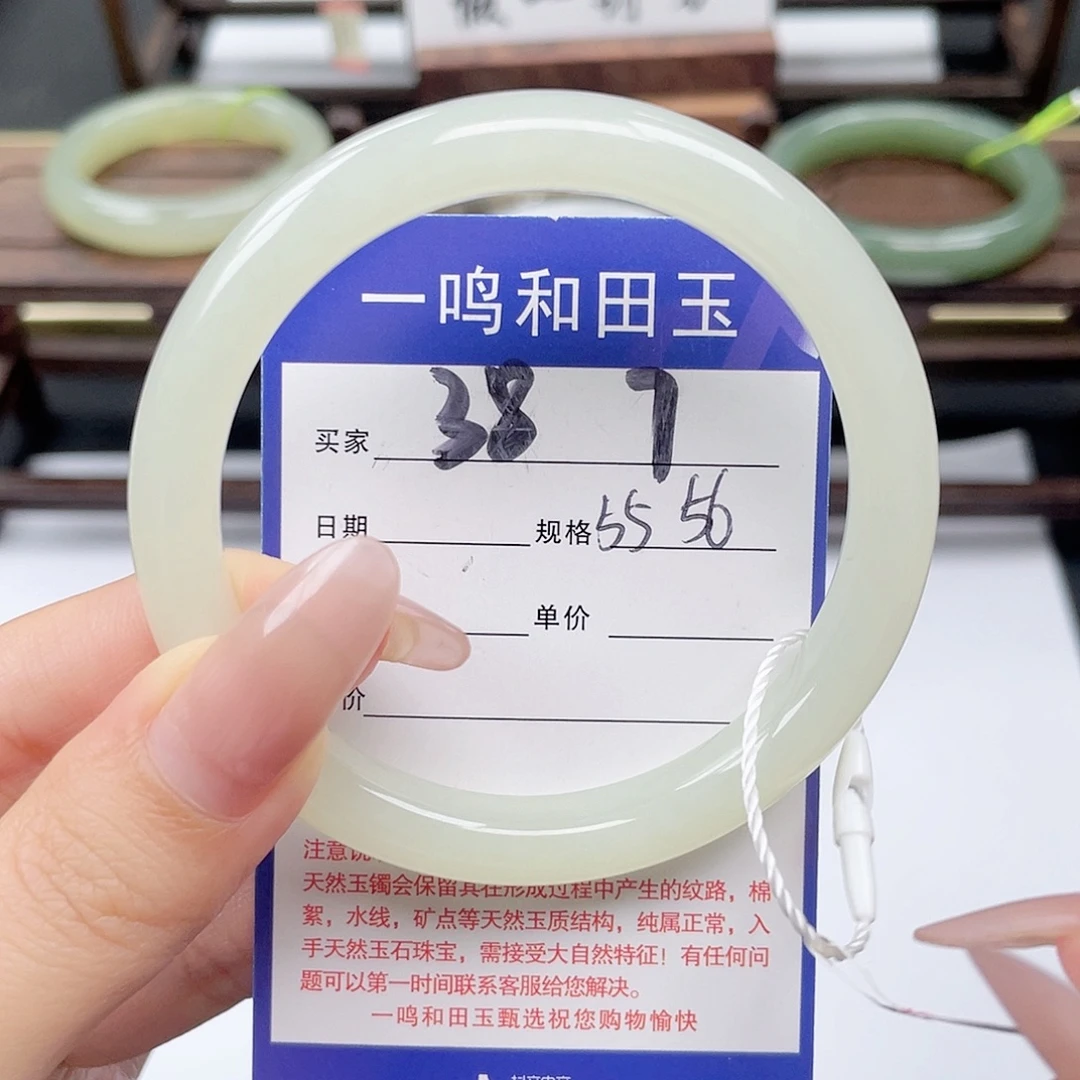 一鸣和田玉
买家 38 7
日期 规格 55 56
单价
价
注意说
天然玉镯会保留其在形成过程中产生的纹路，棉
絮，水线，矿点等天然玉质结构，纯属正常，入
手天然玉石珠宝，需接受大自然特征！有任何问
题可以第一时间联系客服给您解决。
一鸣和田玉甄选祝您购物愉快